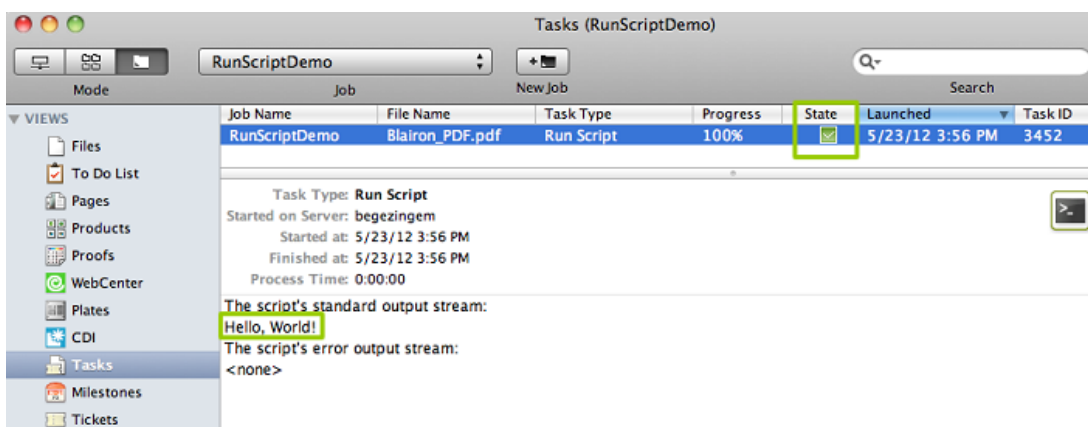 Tasks (RunScriptDemo)
RunScriptDemo
Mode Job New Job Search
VIEWS
Files
To Do List
Pages
Products
Proofs
WebCenter
Plates
CDI
Tasks
Milestones
Tickets
Job Name File Name Task Type Progress State Launched Task ID
RunScriptDemo Blairon_PDF.pdf Run Script 100% 5/23/12 3:56 PM 3452
Task Type: Run Script
Started on Server: begezingem
Started at: 5/23/12 3:56 PM
Finished at: 5/23/12 3:56 PM
Process Time: 0:00:00
The script's standard output stream:
Hello, World!
The script's error output stream:
<none>